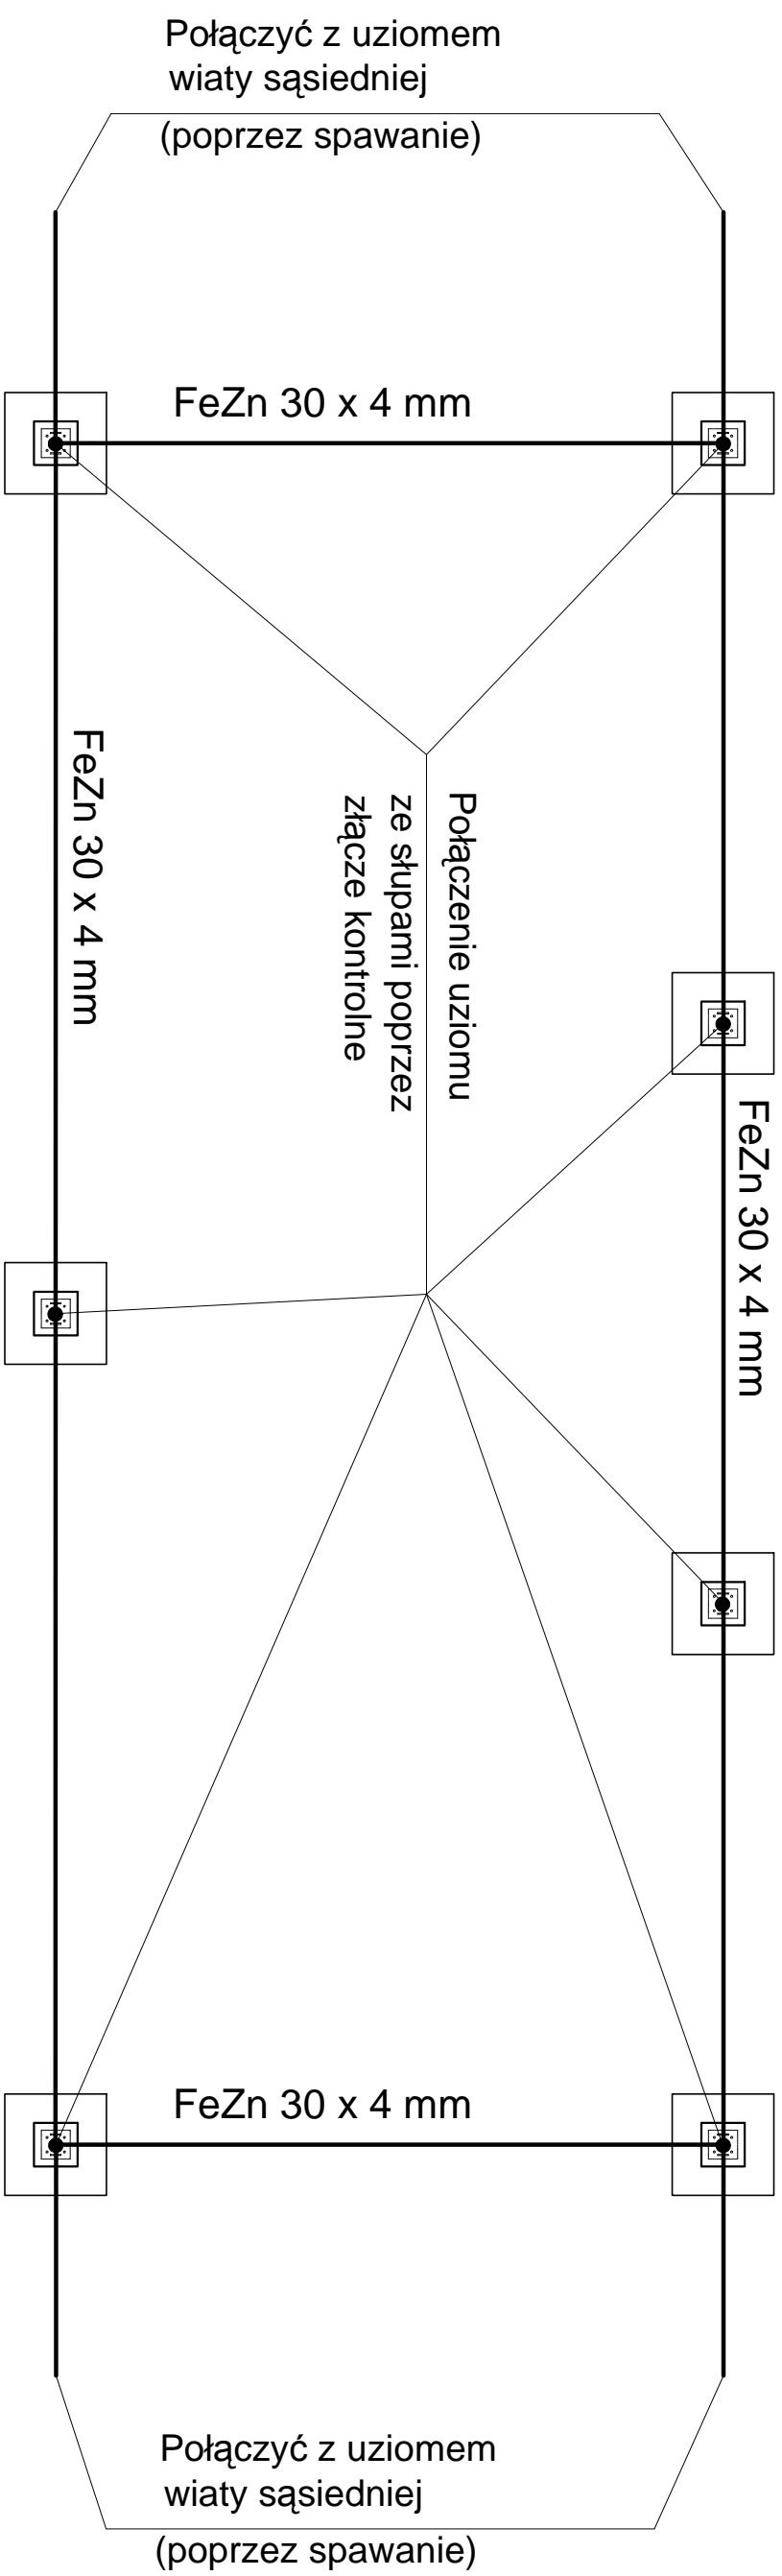 Połączyć z uziomem
wiaty sąsiedniej
(poprzez spawanie)
FeZn 30 x 4 mm
FeZn 30 x 4 mm
Połączenie uziomu
ze słupami poprzez
złącze kontrolne
FeZn 30 x 4 mm
FeZn 30 x 4 mm
Połączyć z uziomem
wiaty sąsiedniej
(poprzez spawanie)